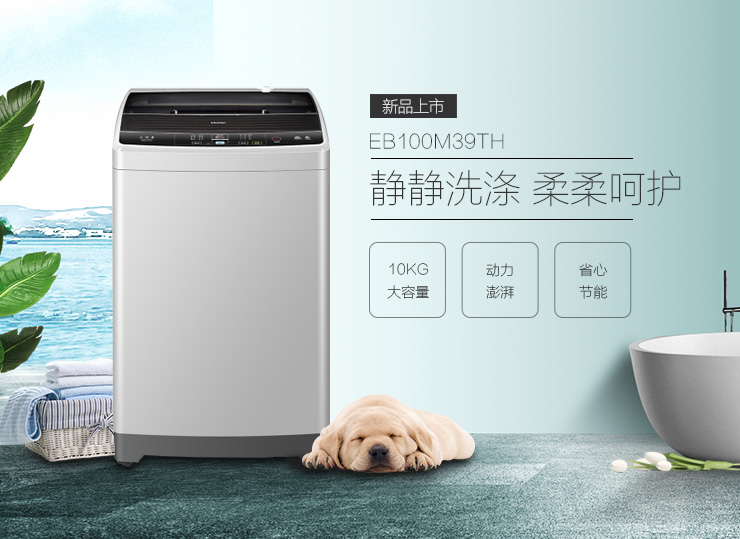 Haier
新品上市
EB100M39TH
静静洗涤 柔柔呵护
10KG
大容量
动力
澎湃
省心
节能